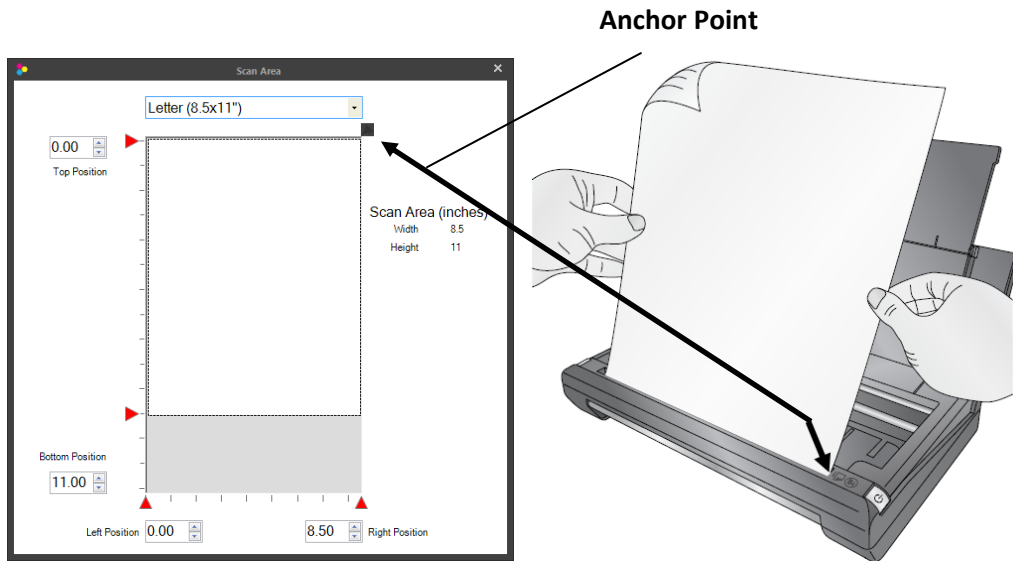 Anchor Point
Scan Area
Letter (8.5x11")
0.00
Top Position
Scan Area (inches)
Width 8.5
Height 11
Bottom Position
11.00
Left Position 0.00 8.50 Right Position